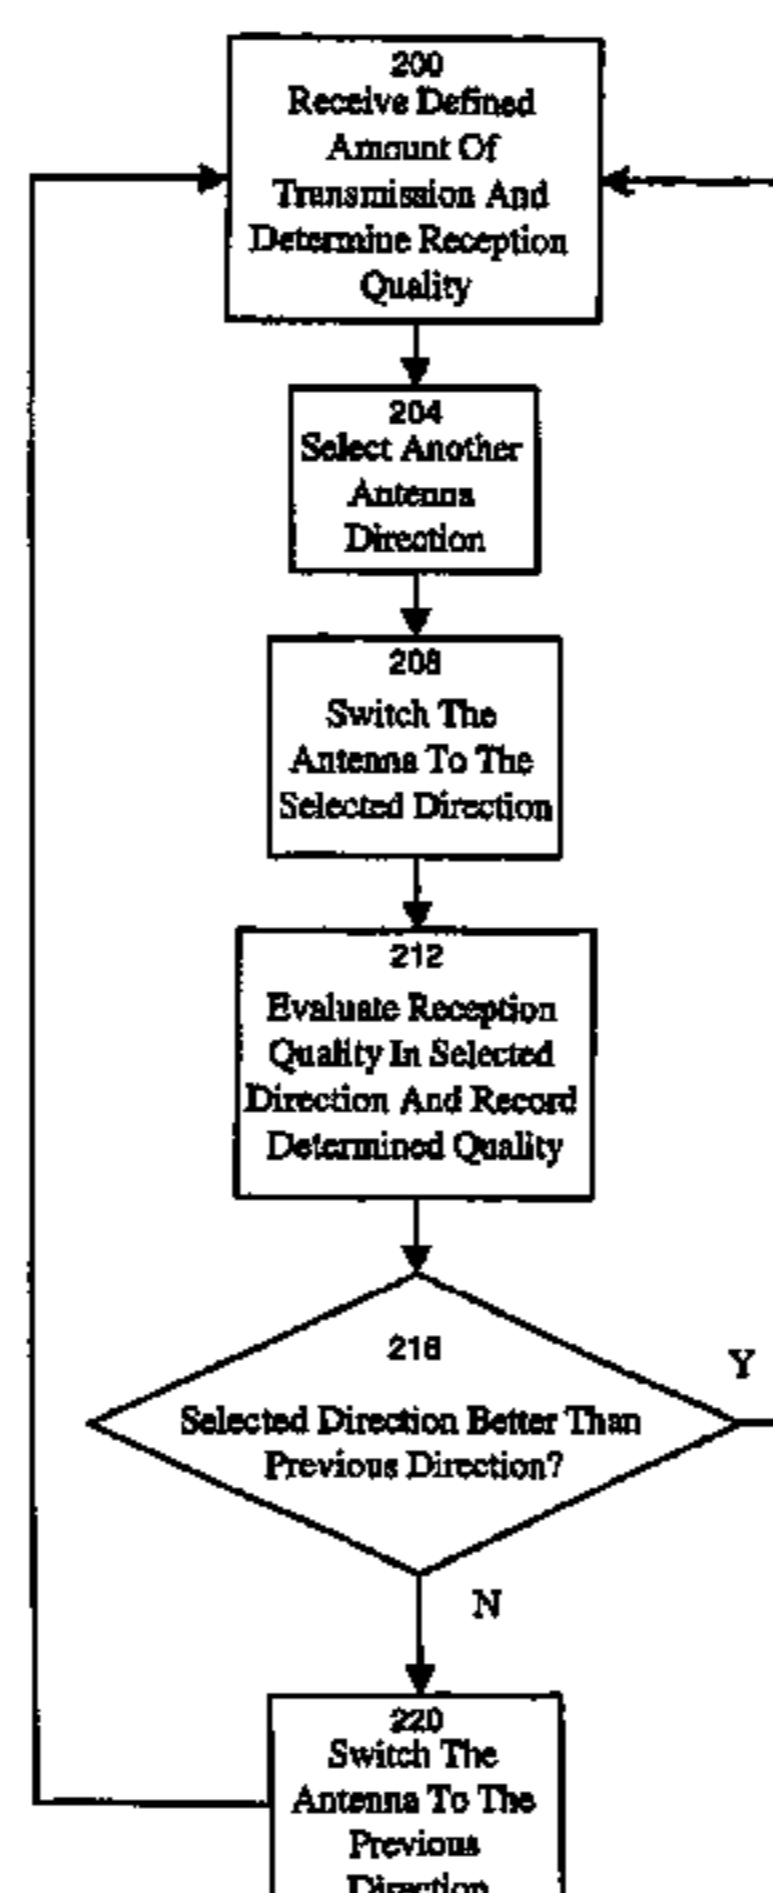 200
Receive Defined
Amount Of
Transmission And
Determine Reception
Quality
204
Select Another
Antenna
Direction
208
Switch The
Antenna To The
Selected Direction
212
Evaluate Reception
Quality In Selected
Direction And Record
Determined Quality
216
Selected Direction Better Than
Previous Direction?
Y
N
220
Switch The
Antenna To The
Previous
Direction